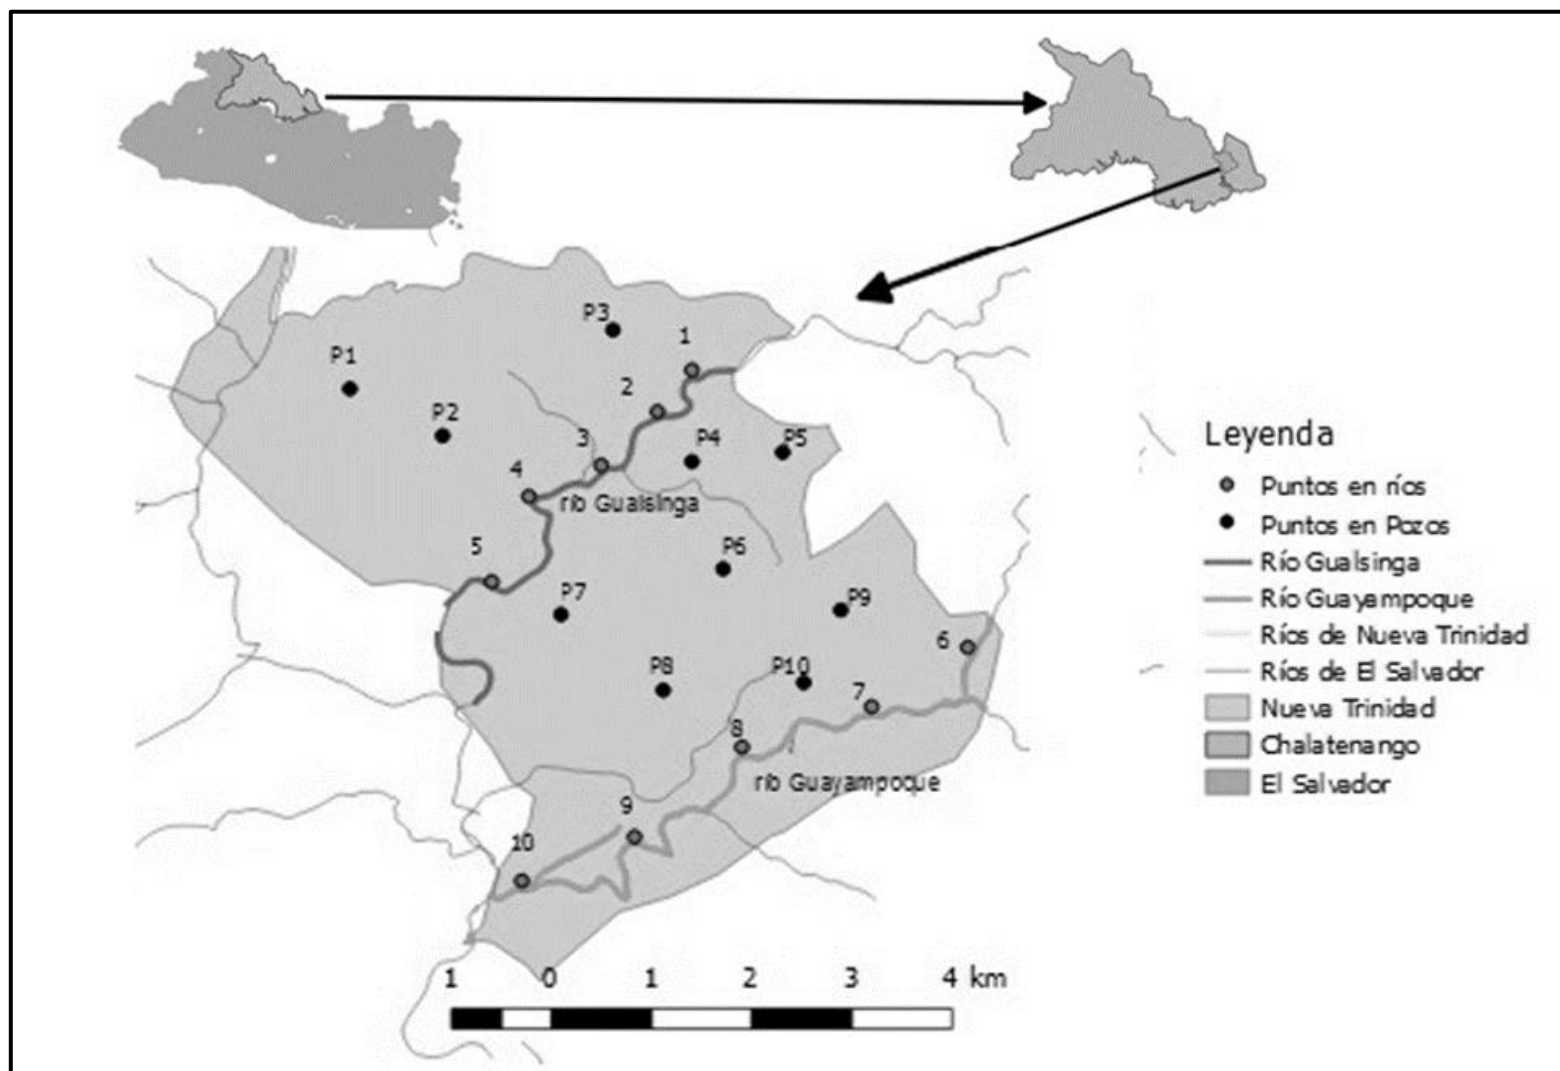 P3
1
P1
2
P2
3
P4
P5
4
río Gualsinga
5
P6
P7
P9
6
P8
P10
7
8
río Guayampoque
9
10
1 0 1 2 3 4 km
Leyenda
Puntos en ríos
Puntos en Pozos
Río Gualsinga
Río Guayampoque
Ríos de Nueva Trinidad
Ríos de El Salvador
Nueva Trinidad
Chalatenango
El Salvador